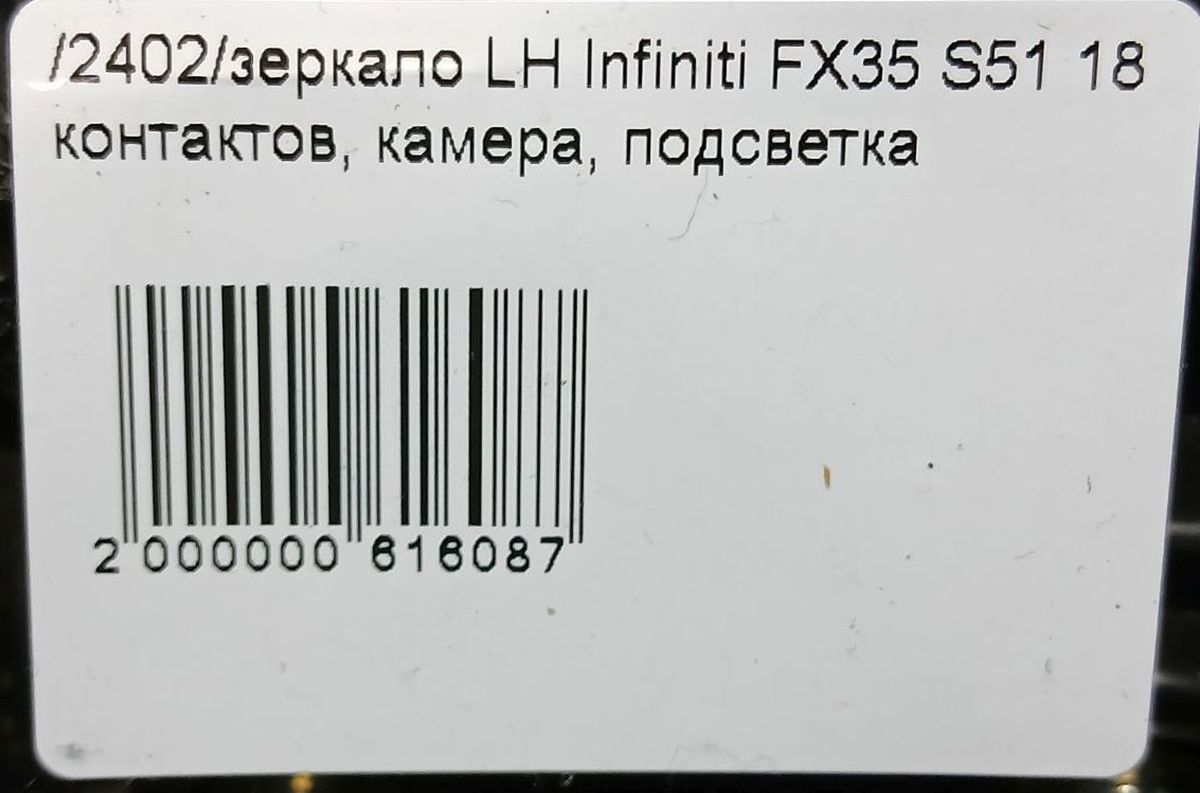 /2402/зеркало LH Infiniti FX35 S51 18
контактов, камера, подсветка
2 000000 616087